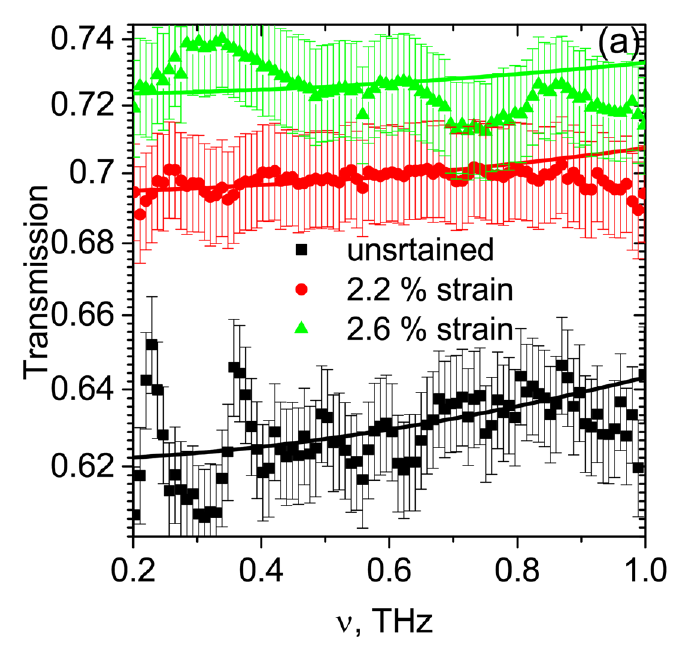 (a)
0.74
0.72
0.7
0.68
0.66
0.64
0.62
Transmission
unsrtained
2.2 % strain
2.6 % strain
0.2 0.4 0.6 0.8 1.0
ν, THz